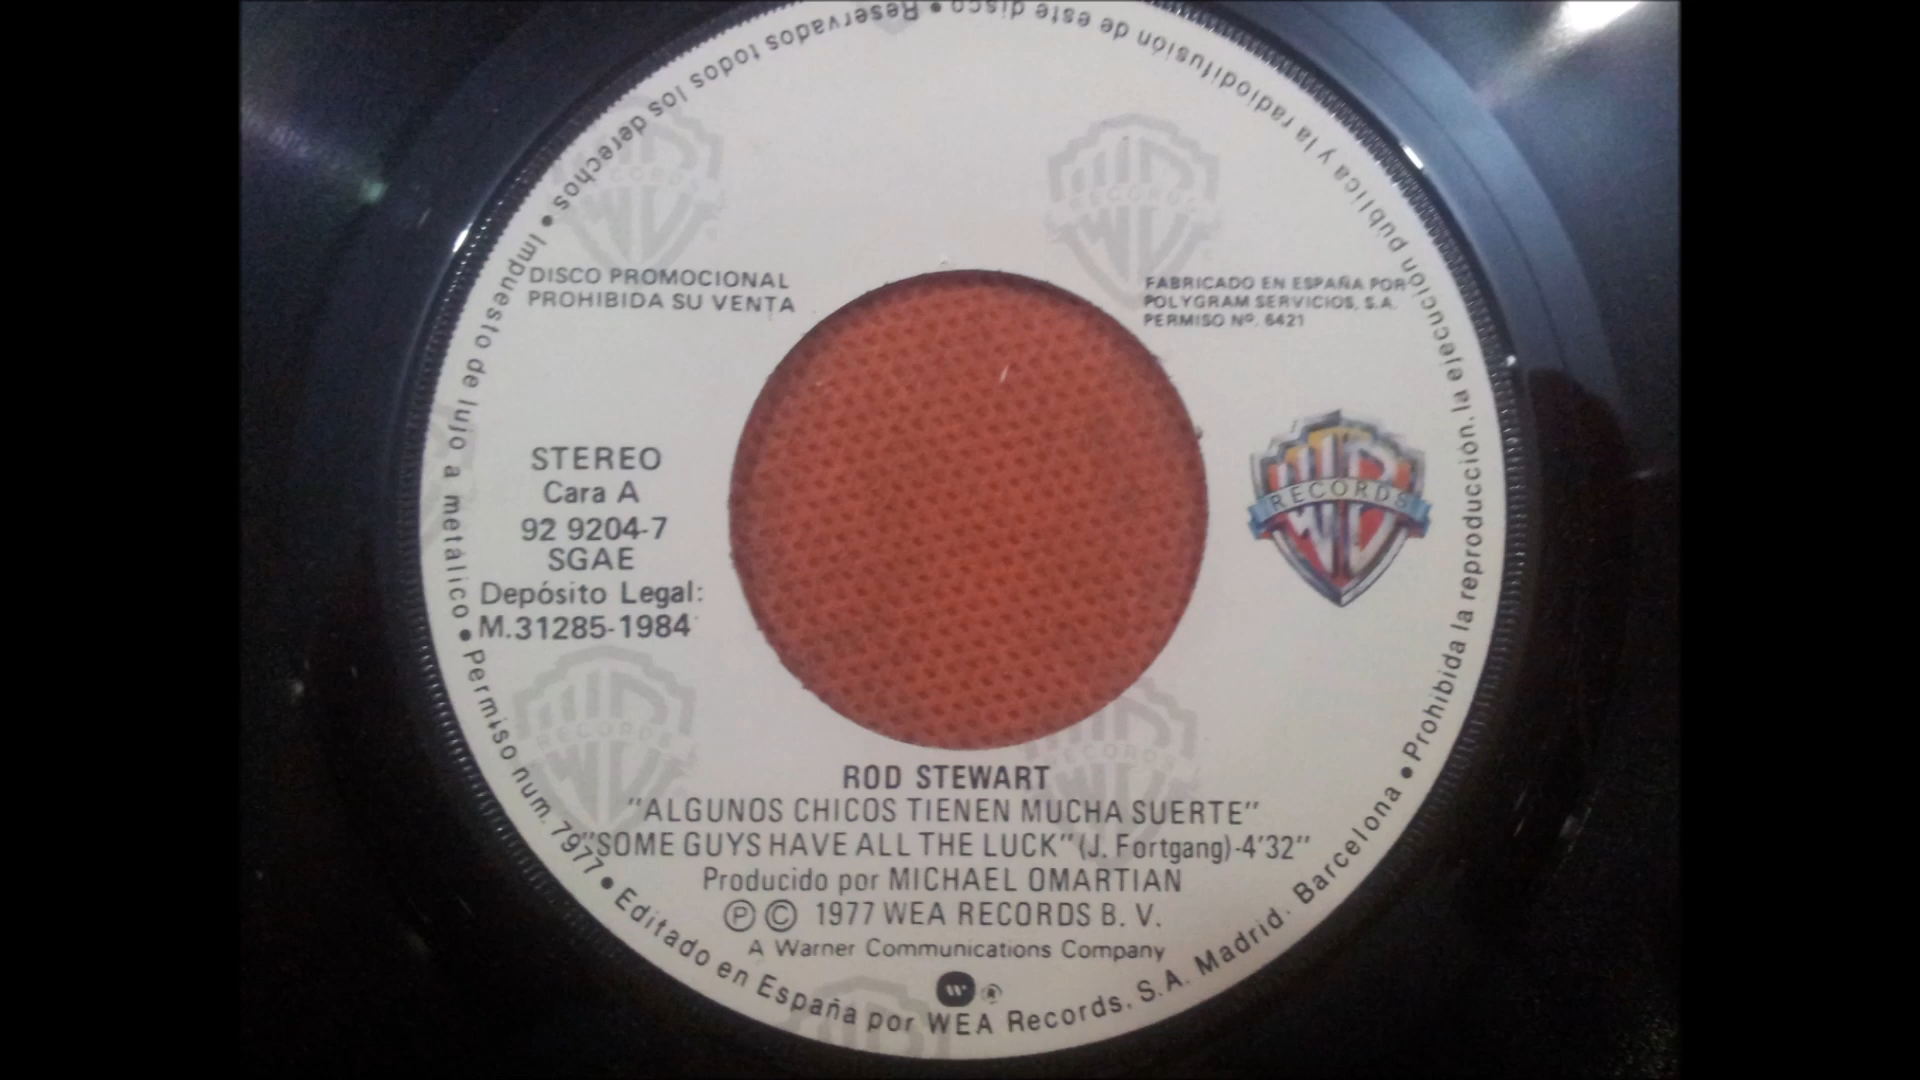 DISCO PROMOCIONAL
PROHIBIDA SU VENTA
FABRICADO EN ESPAÑA POR
POLYGRAM SERVICIOS, S.A.
PERMISO Nº. 6421
STEREO
Cara A
92 9204-7
SGAE
Depósito Legal:
M.31285-1984
RECORDS
ROD STEWART
"ALGUNOS CHICOS TIENEN MUCHA SUERTE"
"SOME GUYS HAVE ALL THE LUCK" (J. Fortgang)-4'32"
Producido por MICHAEL OMARTIAN
Ⓟ © 1977 WEA RECORDS B. V.
A Warner Communications Company
Reservados todos los derechos. • Impuesto de lujo a metálico • Permiso num. 7977 • Editado en España por WEA Records, S.A. Madrid. Barcelona • Prohibida la reproducción, la ejecución pública y la radiodifusión de este disco •
RECORDS
RECORDS
RECORDS
RECORDS